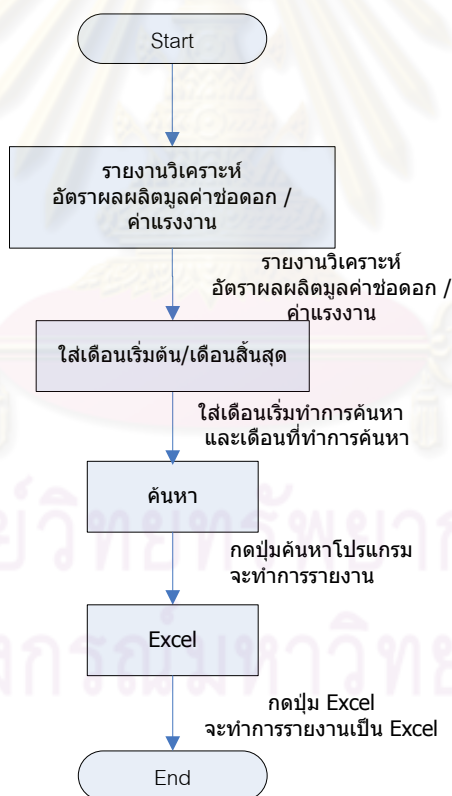 Start
รายงานวิเคราะห์
อัตราผลผลิตมูลค่าช่อดอก /
ค่าแรงงาน
รายงานวิเคราะห์
อัตราผลผลิตมูลค่าช่อดอก /
ค่าแรงงาน
ใส่เดือนเริ่มต้น/เดือนสิ้นสุด
ใส่เดือนเริ่มทำการค้นหา
และเดือนที่ทำการค้นหา
ค้นหา
กดปุ่มค้นหาโปรแกรม
จะทำการรายงาน
Excel
กดปุ่ม Excel
จะทำการรายงานเป็น Excel
End